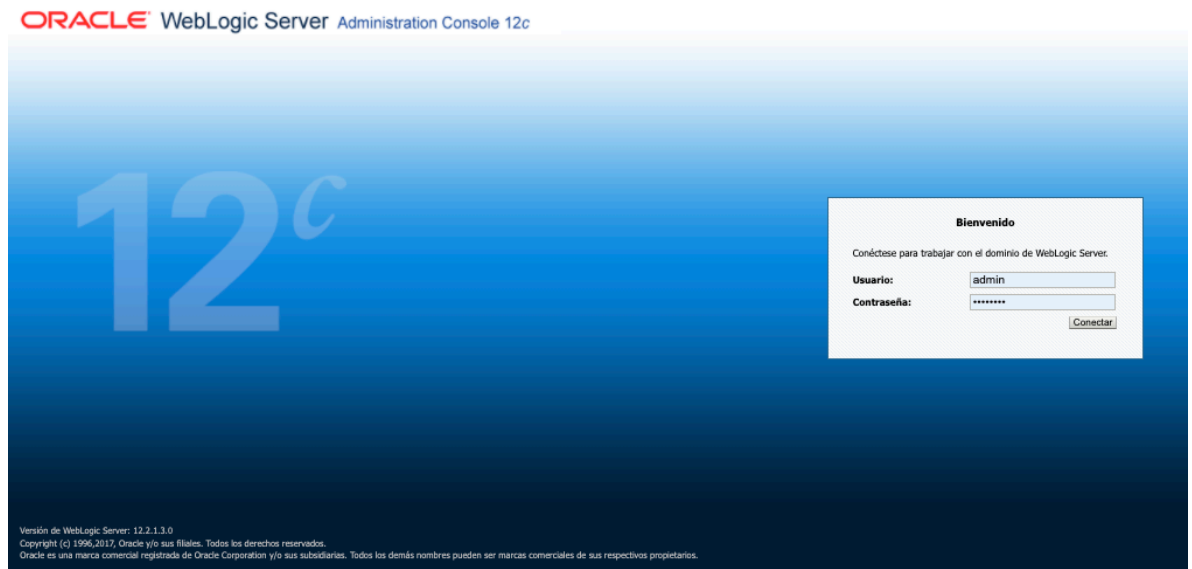 ORACLE WebLogic Server Administration Console 12c
12c
Bienvenido
Conéctese para trabajar con el dominio de WebLogic Server.
Usuario: admin
Contraseña: ••••••••
Conectar
Versión de WebLogic Server: 12.2.1.3.0
Copyright (c) 1996,2017, Oracle y/o sus filiales. Todos los derechos reservados.
Oracle es una marca comercial registrada de Oracle Corporation y/o sus subsidiarias. Todos los demás nombres pueden ser marcas comerciales de sus respectivos propietarios.